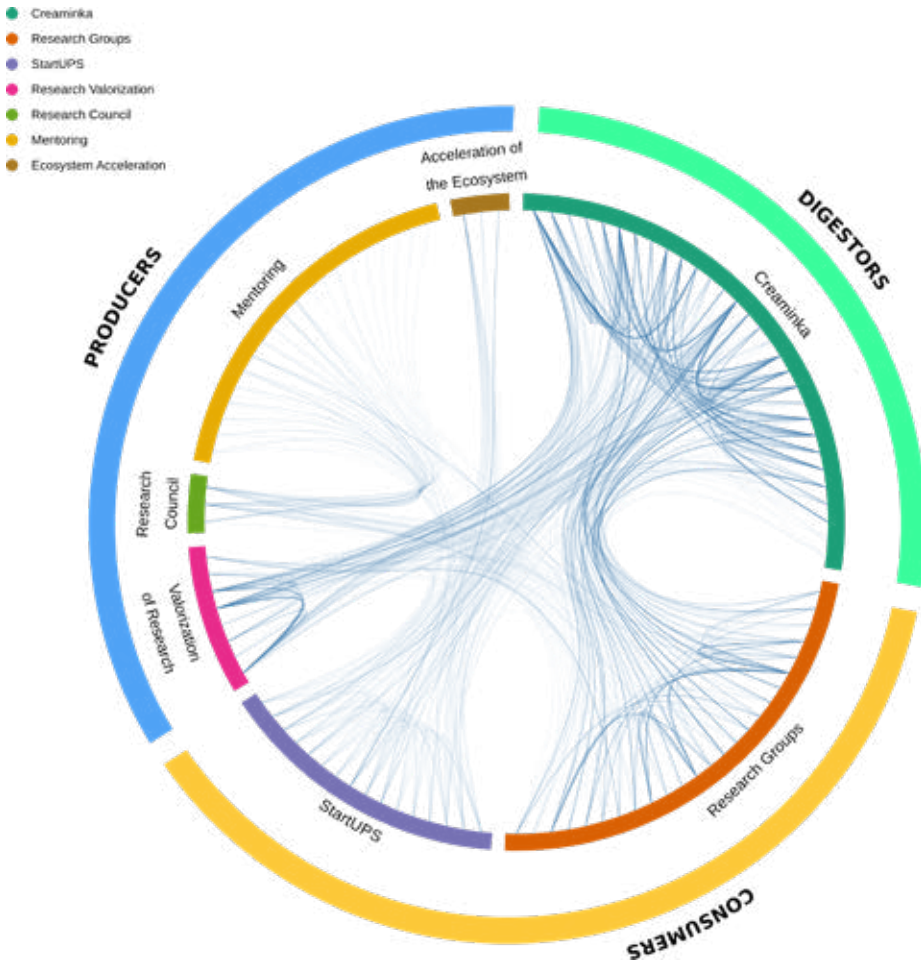 Creaminka
Research Groups
StartUPS
Research Valorization
Research Council
Mentoring
Ecosystem Acceleration
Acceleration of
the Ecosystem
DIGESTORS
Creaminka
Mentoring
PRODUCERS
Research
Council
Valorization
of Research
StartUPS
Research Groups
CONSUMERS